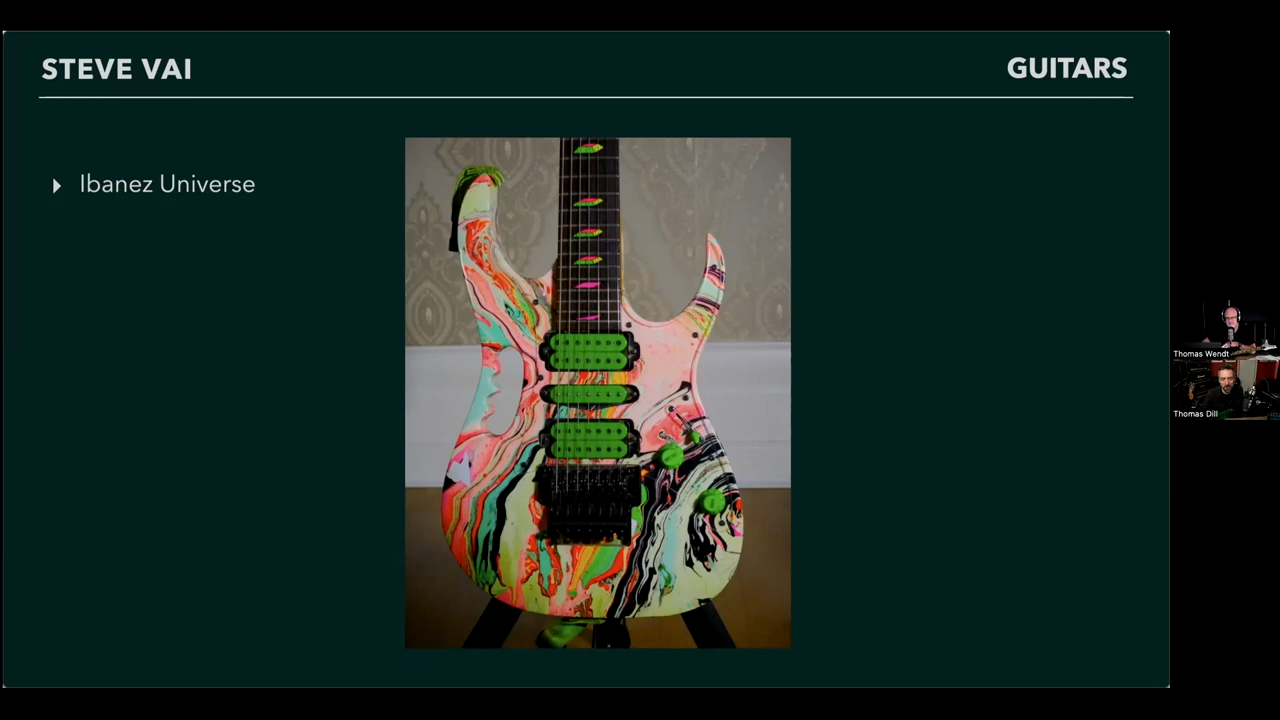 STEVE VAI
GUITARS
Ibanez Universe
Thomas Wendt
Thomas Dill